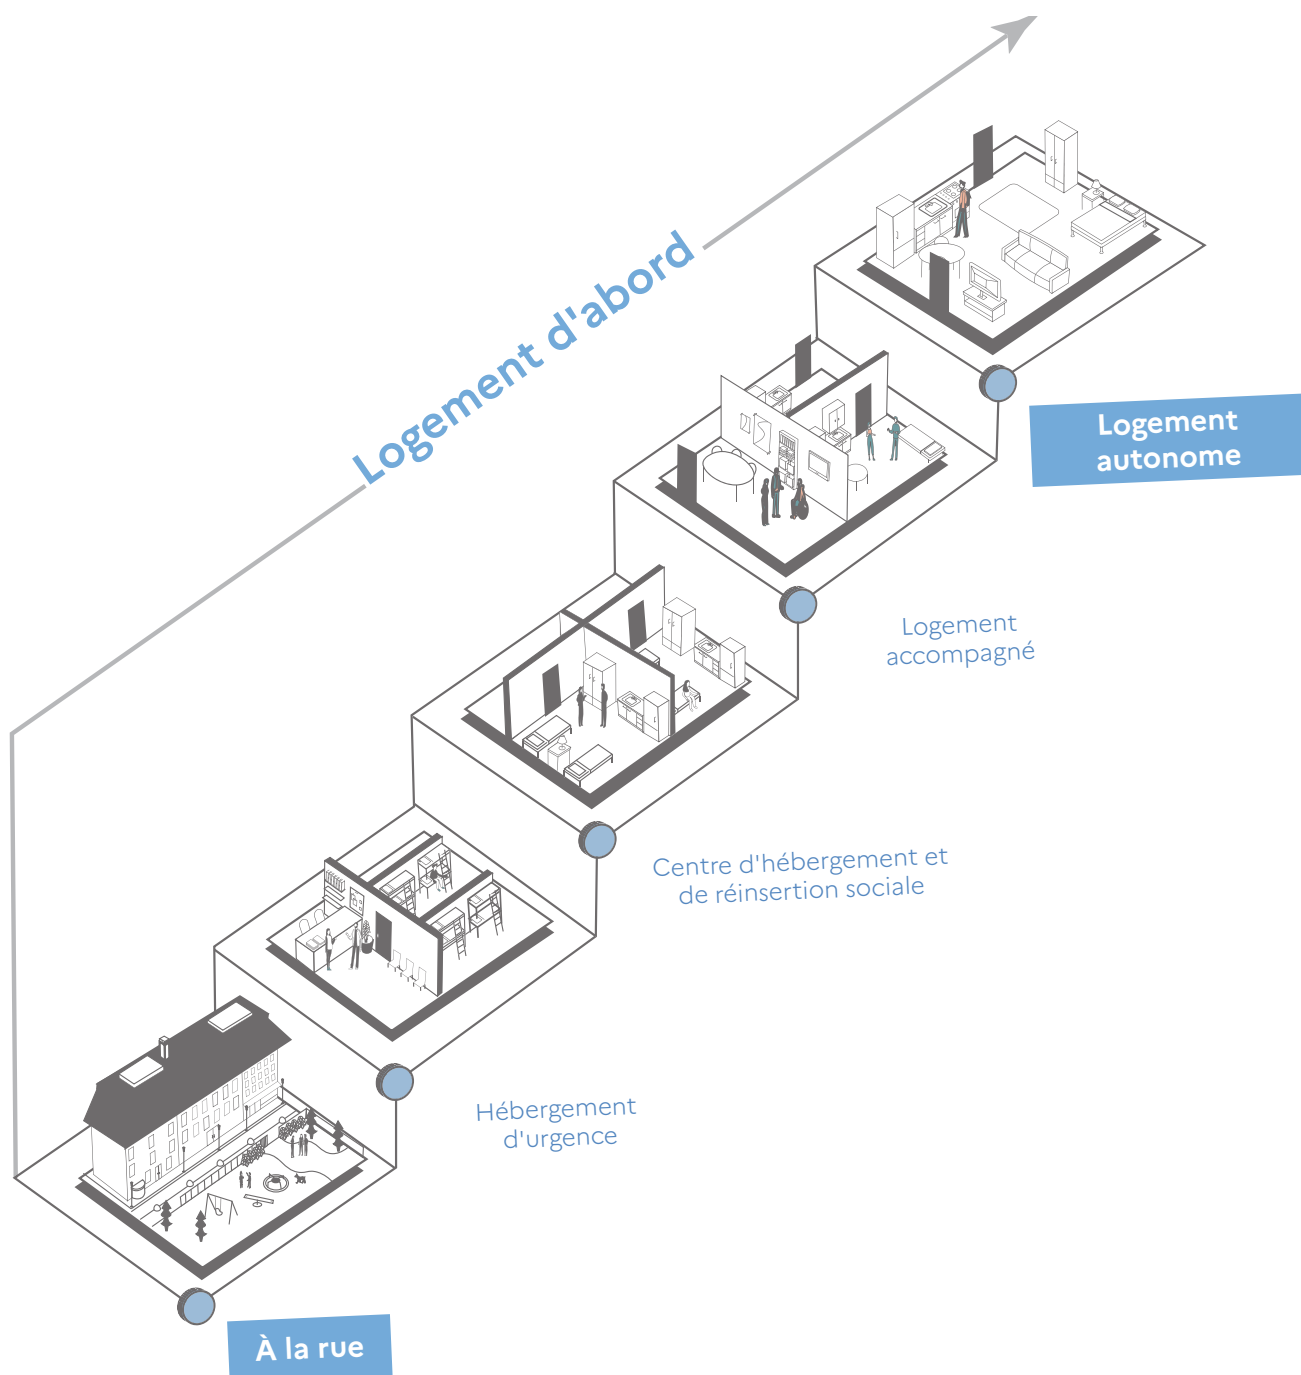 Logement d'abord
Logement
autonome
Logement
accompagné
Centre d'hébergement et
de réinsertion sociale
Hébergement
d'urgence
À la rue